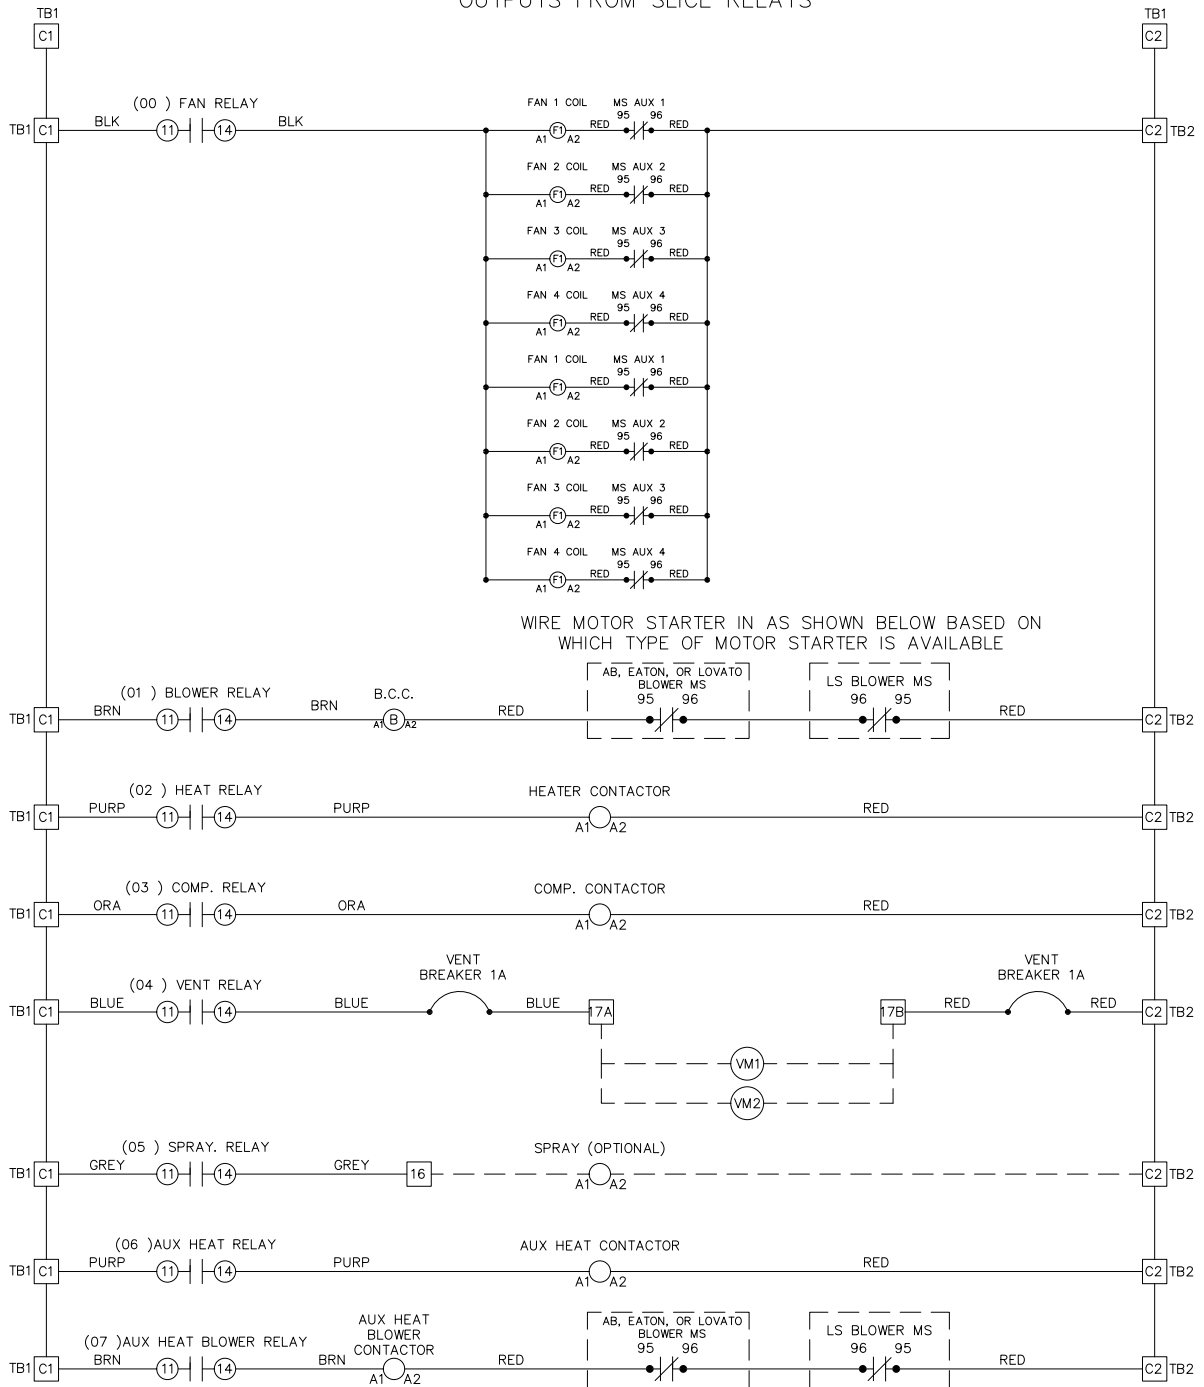 OUTPUTS FROM SLICE RELAYS
TB1 TB1
C1 C2
(00 ) FAN RELAY FAN 1 COIL MS AUX 1
TB1 C1 BLK 11 14 BLK A1 F1 A2 RED 95 96 RED C2 TB2
FAN 2 COIL MS AUX 2
A1 F1 A2 RED 95 96 RED
FAN 3 COIL MS AUX 3
A1 F1 A2 RED 95 96 RED
FAN 4 COIL MS AUX 4
A1 F1 A2 RED 95 96 RED
FAN 1 COIL MS AUX 1
A1 F1 A2 RED 95 96 RED
FAN 2 COIL MS AUX 2
A1 F1 A2 RED 95 96 RED
FAN 3 COIL MS AUX 3
A1 F1 A2 RED 95 96 RED
FAN 4 COIL MS AUX 4
A1 F1 A2 RED 95 96 RED
WIRE MOTOR STARTER IN AS SHOWN BELOW BASED ON
WHICH TYPE OF MOTOR STARTER IS AVAILABLE
AB, EATON, OR LOVATO
BLOWER MS
LS BLOWER MS
(01 ) BLOWER RELAY B.C.C. 95 96 96 95
TB1 C1 BRN 11 14 BRN A1 B A2 RED RED C2 TB2
(02 ) HEAT RELAY HEATER CONTACTOR
TB1 C1 PURP 11 14 PURP A1 A2 RED C2 TB2
(03 ) COMP. RELAY COMP. CONTACTOR
TB1 C1 ORA 11 14 ORA A1 A2 RED C2 TB2
VENT VENT
BREAKER 1A BREAKER 1A
(04 ) VENT RELAY
TB1 C1 BLUE 11 14 BLUE BLUE 17A 17B RED RED C2 TB2
VM1
VM2
(05 ) SPRAY. RELAY SPRAY (OPTIONAL)
TB1 C1 GREY 11 14 GREY 16 A1 A2 C2 TB2
(06 )AUX HEAT RELAY AUX HEAT CONTACTOR
TB1 C1 PURP 11 14 PURP A1 A2 RED C2 TB2
AUX HEAT
BLOWER
CONTACTOR
AB, EATON, OR LOVATO
BLOWER MS
LS BLOWER MS
(07 )AUX HEAT BLOWER RELAY 95 96 96 95
TB1 C1 BRN 11 14 BRN A1 A2 RED RED C2 TB2